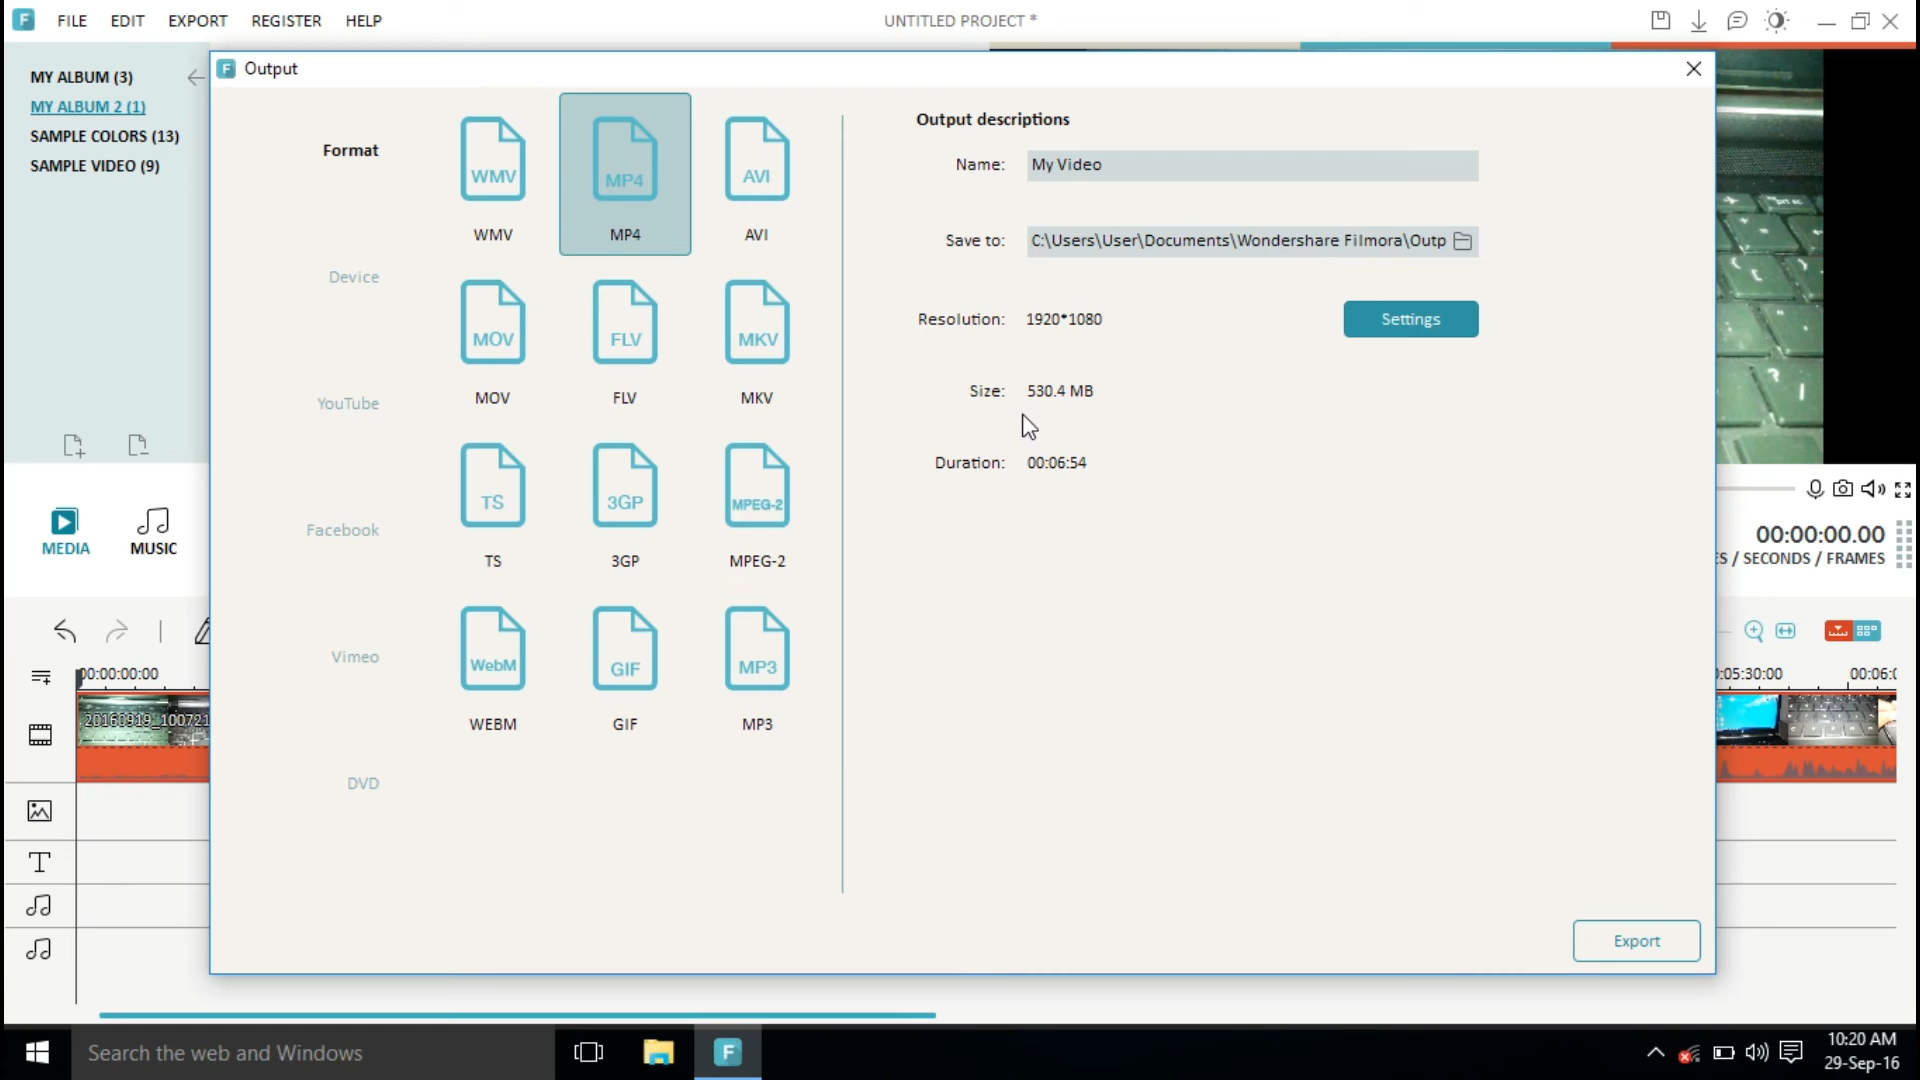 F FILE EDIT EXPORT REGISTER HELP UNTITLED PROJECT *
MY ALBUM (3)
MY ALBUM 2 (1)
SAMPLE COLORS (13)
SAMPLE VIDEO (9)
MEDIA MUSIC
F Output
Format
Device
YouTube
Facebook
Vimeo
DVD
WMV MP4 AVI
WMV MP4 AVI
MOV FLV MKV
MOV FLV MKV
TS 3GP MPEG-2
TS 3GP MPEG-2
WebM GIF MP3
WEBM GIF MP3
Output descriptions
Name: My Video
Save to: C:\Users\User\Documents\Wondershare Filmora\Outp
Resolution: 1920*1080 Settings
Size: 530.4 MB
Duration: 00:06:54
Export
00:00:00.00
ES / SECONDS / FRAMES
00:00:00:00 0:05:30:00 00:06:0
20160919_100721
T
Search the web and Windows F
10:20 AM
29-Sep-16